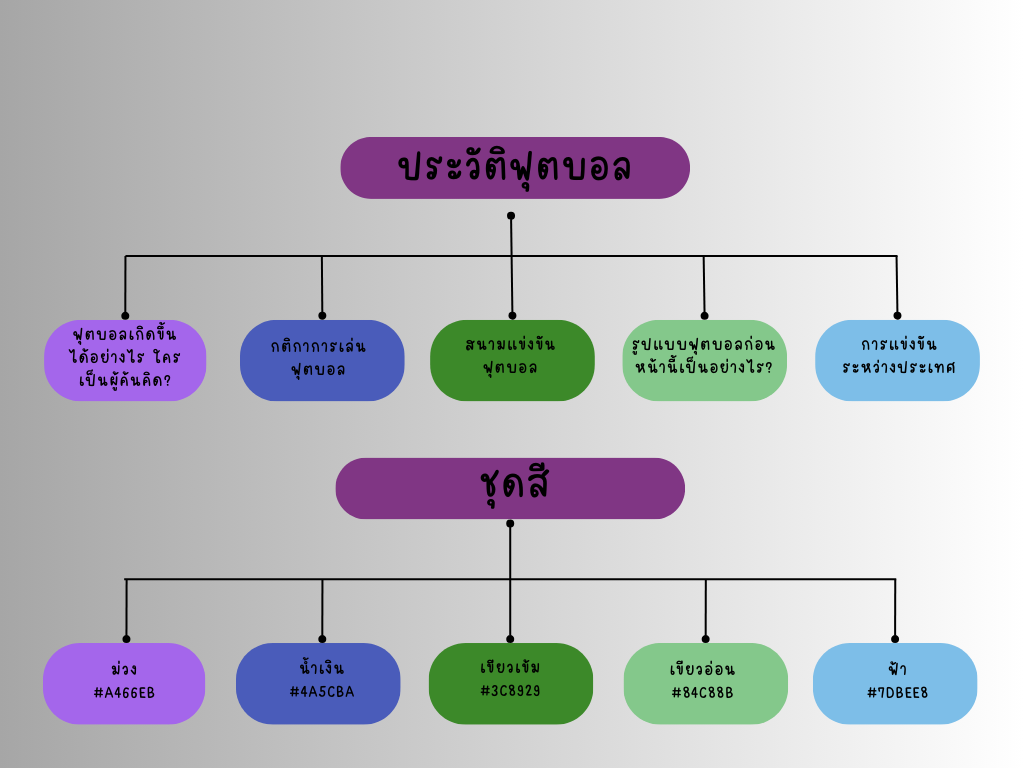 ประวัติฟุตบอล
ฟุตบอลเกิดขึ้น
ได้อย่างไร ใคร
เป็นผู้ค้นคิด?
กติกาการเล่น
ฟุตบอล
สนามแข่งขัน
ฟุตบอล
รูปแบบฟุตบอลก่อน
หน้านี้เป็นอย่างไร?
การแข่งขัน
ระหว่างประเทศ
ชุดสี
ม่วง
#A466EB
น้ำเงิน
#4A5CBA
เขียวเข้ม
#3C8929
เขียวอ่อน
#84C88B
ฟ้า
#7DBEE8